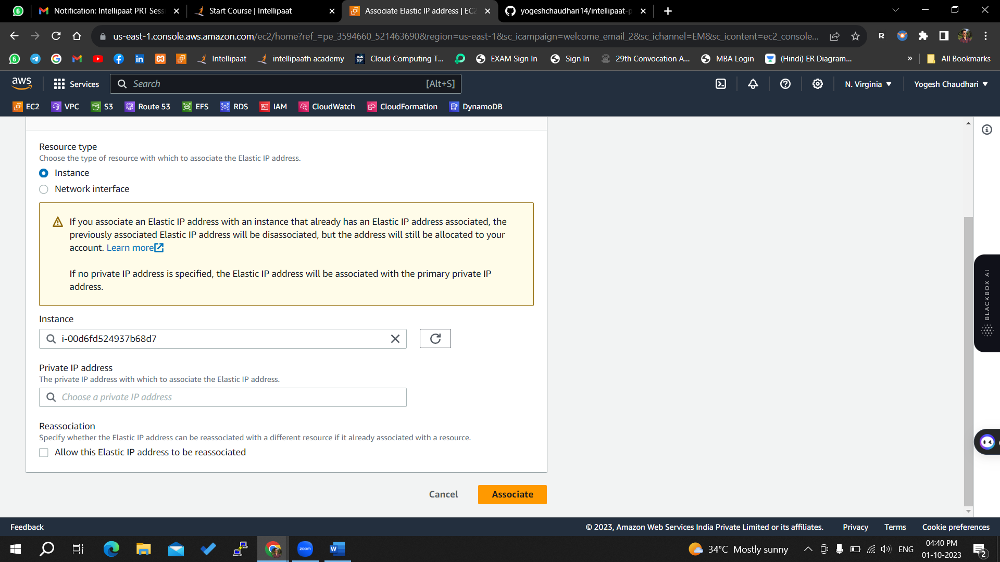 Notification: Intellipaat PRT Sess
Start Course | Intellipaat
Associate Elastic IP address | EC2
yogeshchaudhari14/intellipaat-p
us-east-1.console.aws.amazon.com/ec2/home?ref_=pe_3594660_521463690&region=us-east-1&sc_icampaign=welcome_email_2&sc_ichannel=EM&sc_icontent=ec2_console...
Intellipaat
intellipaath academy
Cloud Computing T...
EXAM Sign In
Sign In
29th Convocation A...
MBA Login
(Hindi) ER Diagram...
»
All Bookmarks
aws
Services
Search
[Alt+S]
N. Virginia
Yogesh Chaudhari
EC2
VPC
S3
Route 53
EFS
RDS
IAM
CloudWatch
CloudFormation
DynamoDB
Resource type
Choose the type of resource with which to associate the Elastic IP address.
Instance
Network interface
If you associate an Elastic IP address with an instance that already has an Elastic IP address associated, the
previously associated Elastic IP address will be disassociated, but the address will still be allocated to your
account. Learn more
If no private IP address is specified, the Elastic IP address will be associated with the primary private IP
address.
Instance
i-00d6fd524937b68d7
Private IP address
The private IP address with which to associate the Elastic IP address.
Choose a private IP address
Reassociation
Specify whether the Elastic IP address can be reassociated with a different resource if it already associated with a resource.
Allow this Elastic IP address to be reassociated
Cancel
Associate
BLACKBOX AI
Feedback
© 2023, Amazon Web Services India Private Limited or its affiliates.
Privacy
Terms
Cookie preferences
zoom
34°C Mostly sunny
ENG
04:40 PM
01-10-2023
2